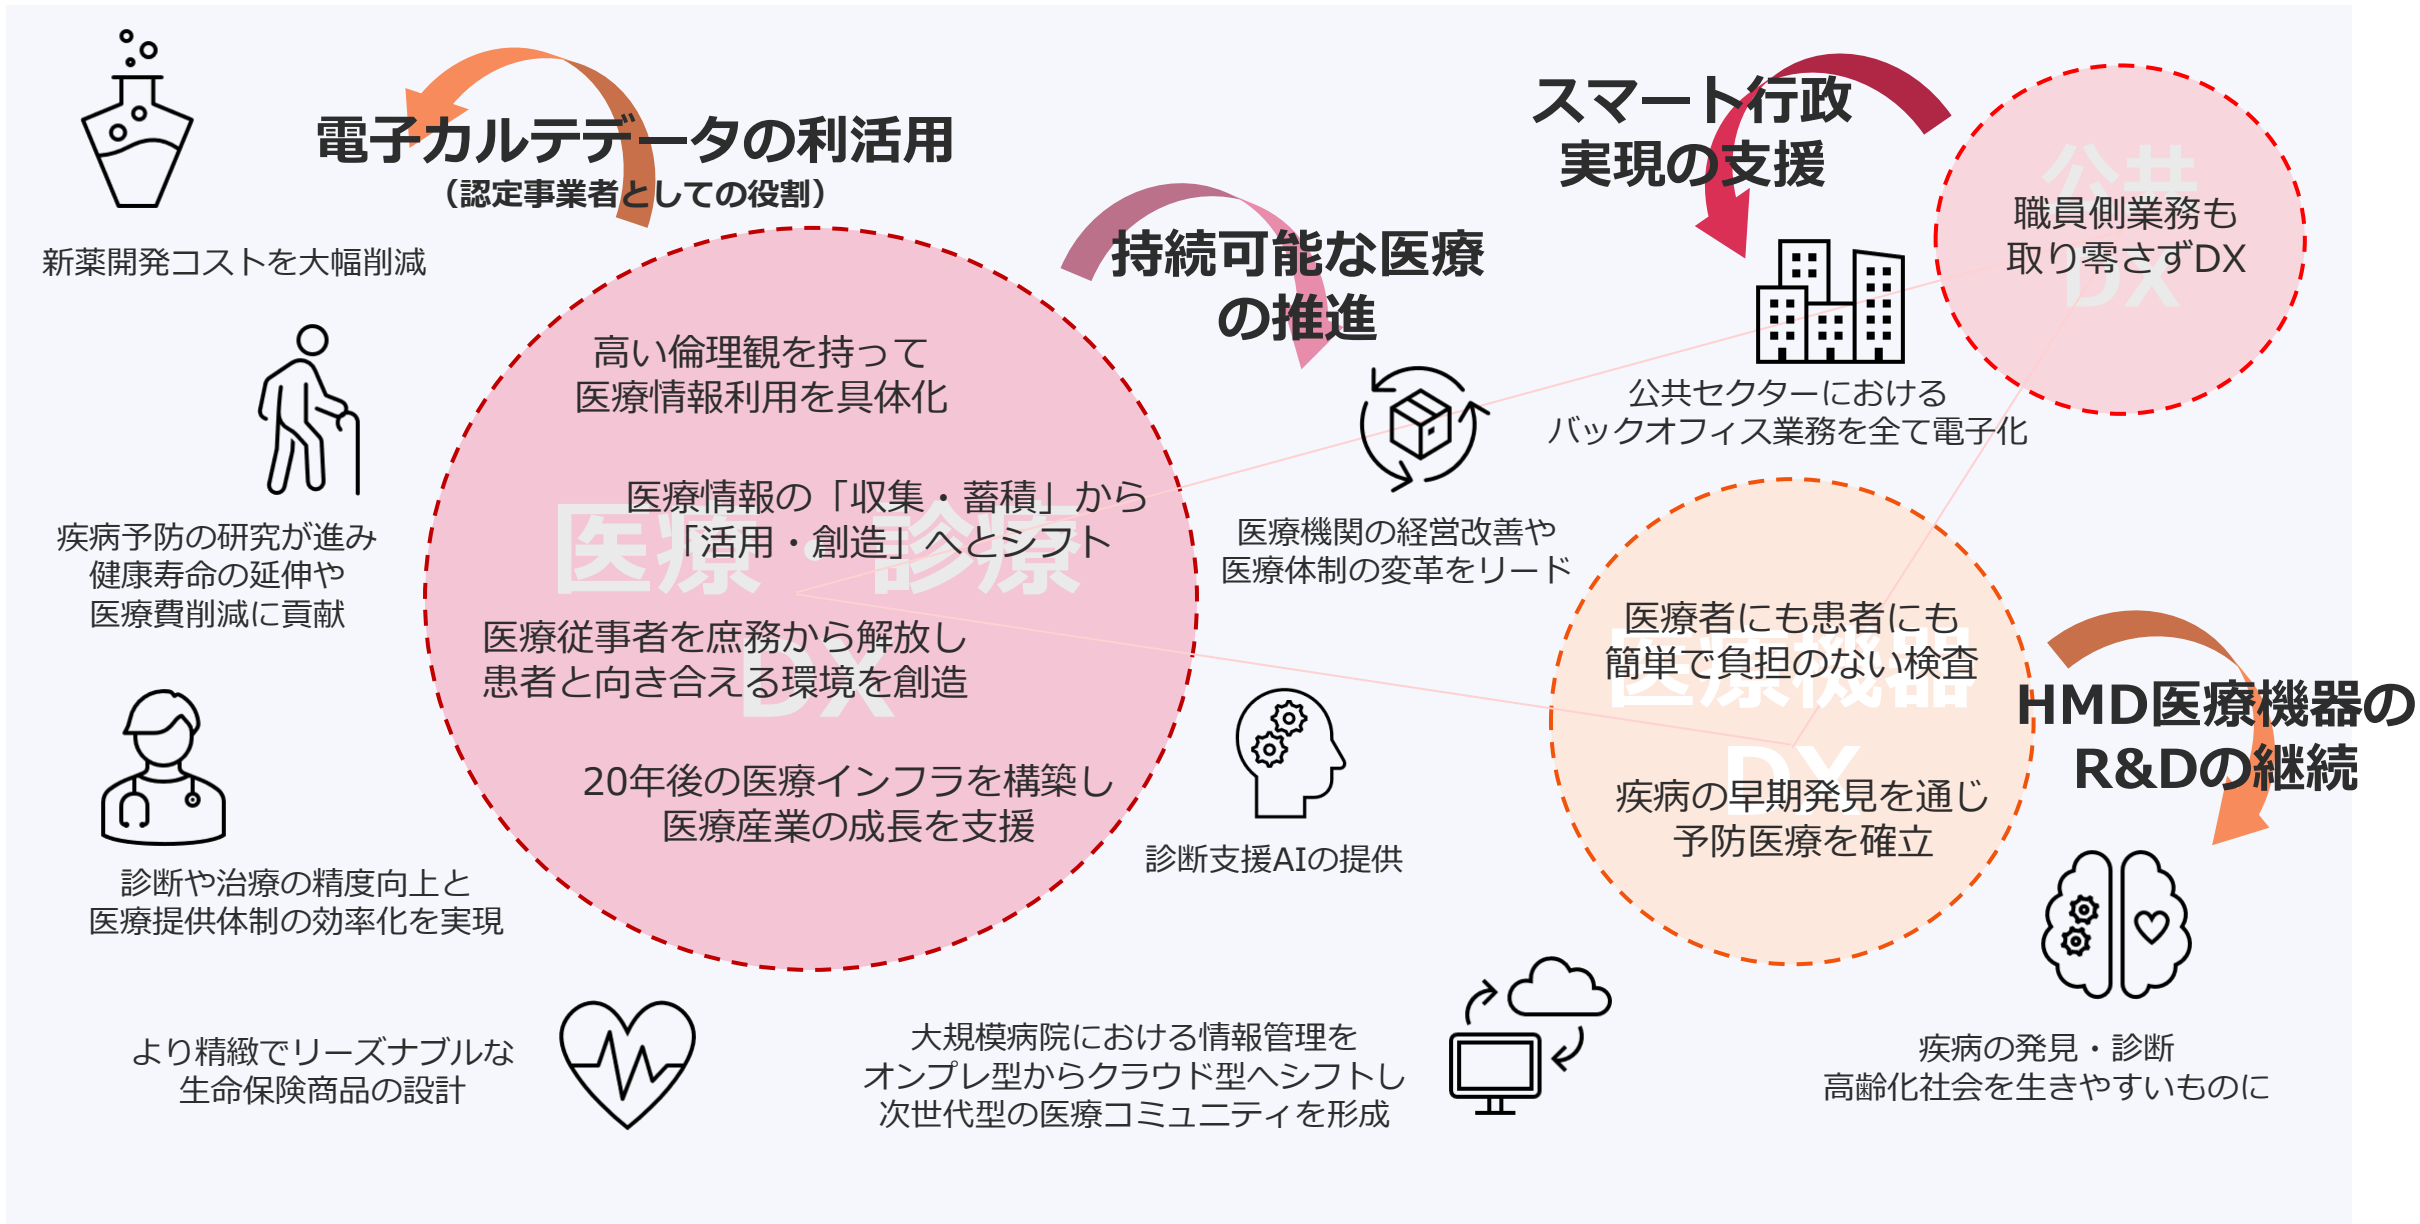 電子カルテデータの利活用
（認定事業者としての役割）
新薬開発コストを大幅削減
疾病予防の研究が進み
健康寿命の延伸や
医療費削減に貢献
診断や治療の精度向上と
医療提供体制の効率化を実現
より精緻でリーズナブルな
生命保険商品の設計
医療・診療
DX
高い倫理観を持って
医療情報利用を具体化
医療情報の「収集・蓄積」から
「活用・創造」へとシフト
医療従事者を庶務から解放し
患者と向き合える環境を創造
20年後の医療インフラを構築し
医療産業の成長を支援
持続可能な医療
の推進
医療機関の経営改善や
医療体制の変革をリード
診断支援AIの提供
大規模病院における情報管理を
オンプレ型からクラウド型へシフトし
次世代型の医療コミュニティを形成
スマート行政
実現の支援
公共セクターにおける
バックオフィス業務を全て電子化
公共
DX
職員側業務も
取り零さずDX
医療機器
DX
医療者にも患者にも
簡単で負担のない検査
疾病の早期発見を通じ
予防医療を確立
HMD医療機器の
R&Dの継続
疾病の発見・診断
高齢化社会を生きやすいものに